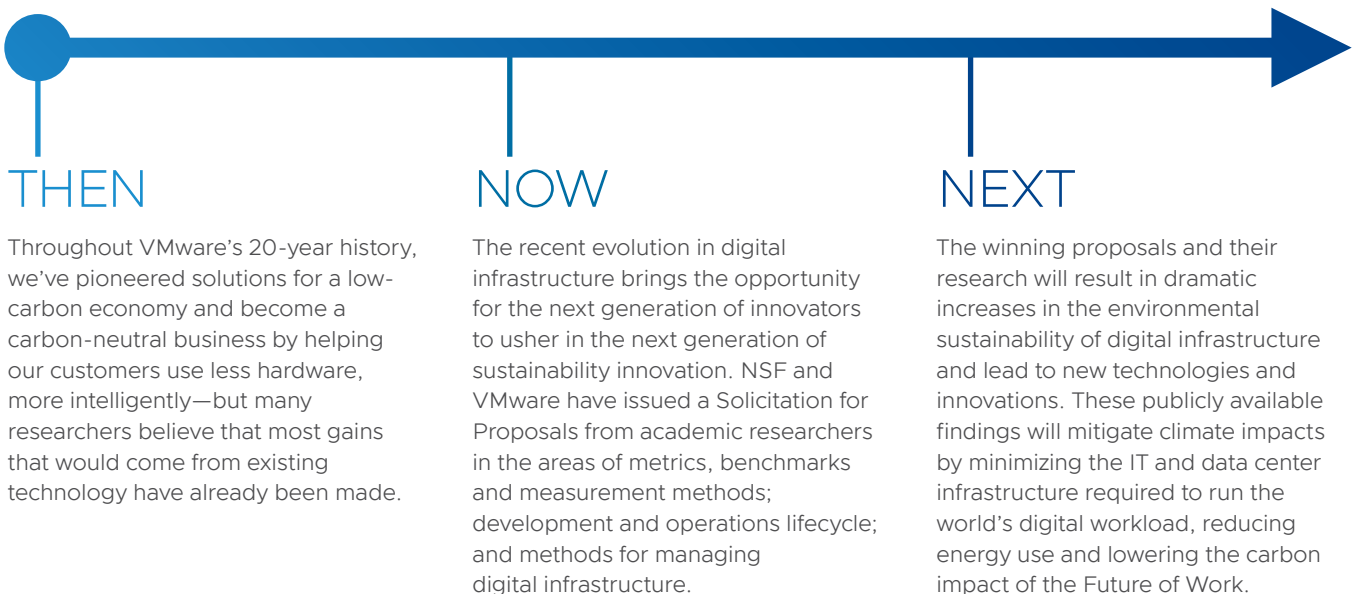 THEN
Throughout VMware's 20-year history,
we've pioneered solutions for a low-
carbon economy and become a
carbon-neutral business by helping
our customers use less hardware,
more intelligently—but many
researchers believe that most gains
that would come from existing
technology have already been made.
NOW
The recent evolution in digital
infrastructure brings the opportunity
for the next generation of innovators
to usher in the next generation of
sustainability innovation. NSF and
VMware have issued a Solicitation for
Proposals from academic researchers
in the areas of metrics, benchmarks
and measurement methods;
development and operations lifecycle;
and methods for managing
digital infrastructure.
NEXT
The winning proposals and their
research will result in dramatic
increases in the environmental
sustainability of digital infrastructure
and lead to new technologies and
innovations. These publicly available
findings will mitigate climate impacts
by minimizing the IT and data center
infrastructure required to run the
world's digital workload, reducing
energy use and lowering the carbon
impact of the Future of Work.